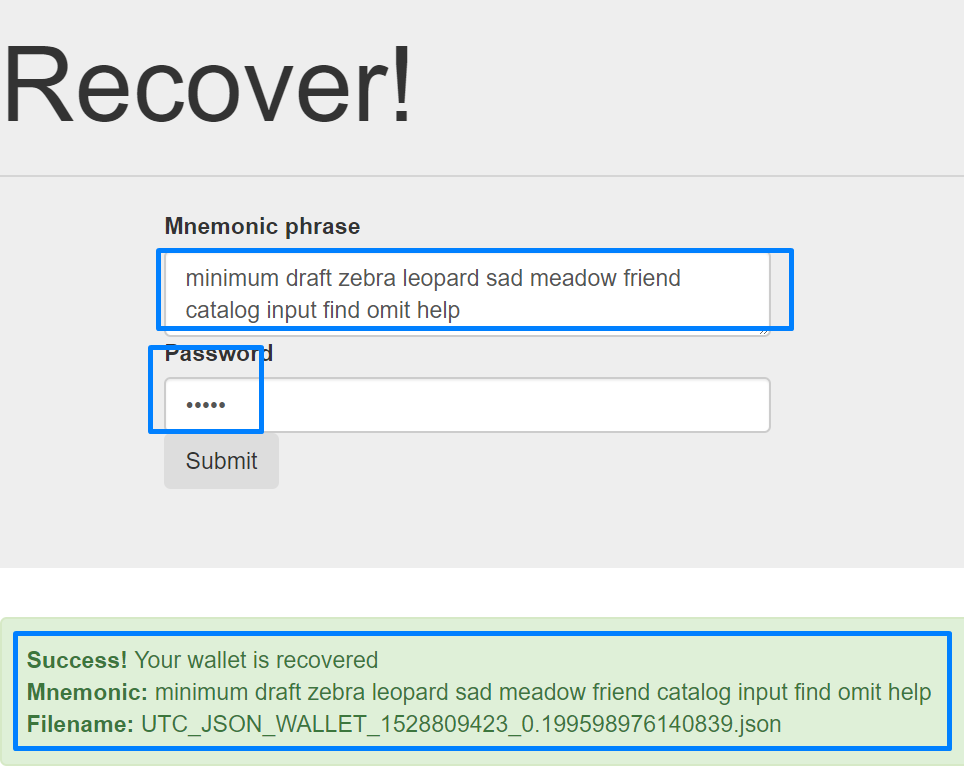 Recover!
Mnemonic phrase
minimum draft zebra leopard sad meadow friend
catalog input find omit help
Password
•••••
Submit
Success! Your wallet is recovered
Mnemonic: minimum draft zebra leopard sad meadow friend catalog input find omit help
Filename: UTC_JSON_WALLET_1528809423_0.199598976140839.json